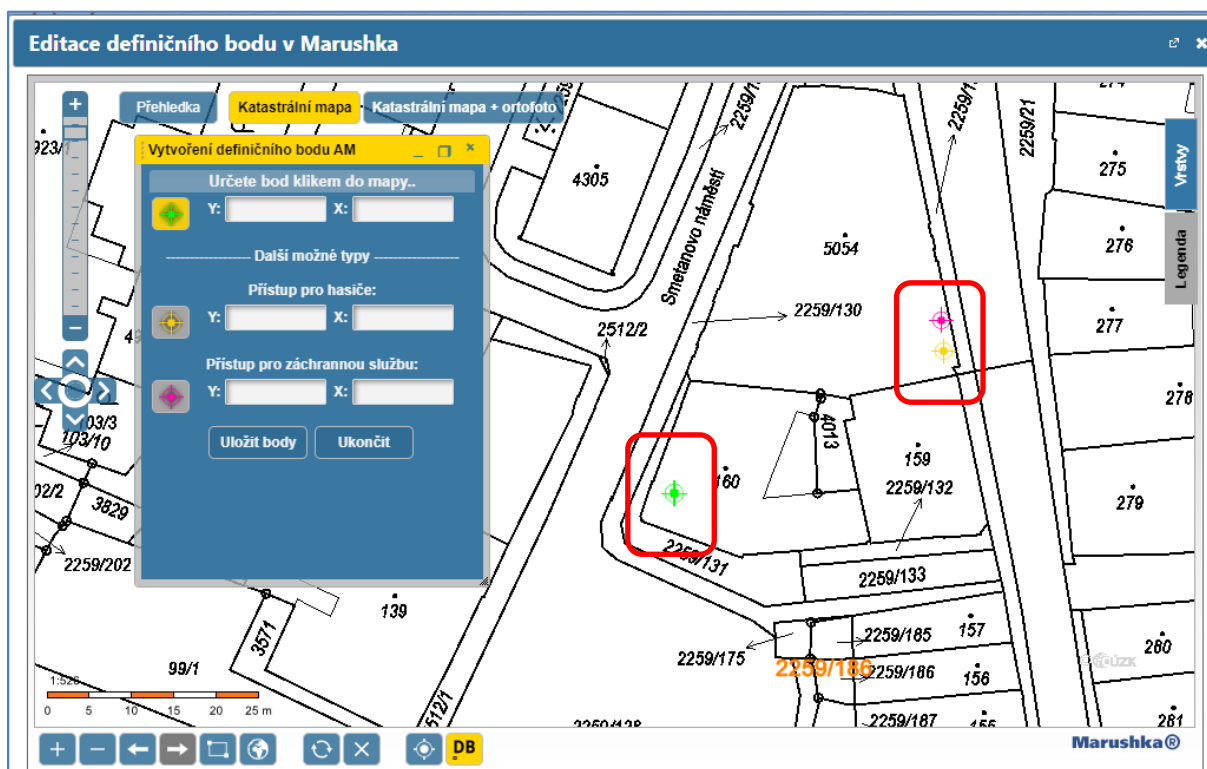 Editace definičního bodu v Marushka
Přehledka
Katastrální mapa
Katastrální mapa + ortofoto
Vytvoření definičního bodu AM
Určete bod klikem do mapy..
Y: X:
Další možné typy
Přístup pro hasiče:
Y: X:
Přístup pro záchrannou službu:
Y: X:
Uložit body
Ukončit
Vrstvy
Legenda
4305
Smetanovo náměstí
2259/21
275
276
5054
2259/130
277
2512/2
278
103/3
103/10
4013
159
160
2259/132
279
3829
2259/202
2259/131
2259/133
139
3571
2259/175
2259/185
157
2259/186
2259/186
156
280
99/1
2259/187
281
1:526
0 5 10 15 20 25 m
DB
Marushka®